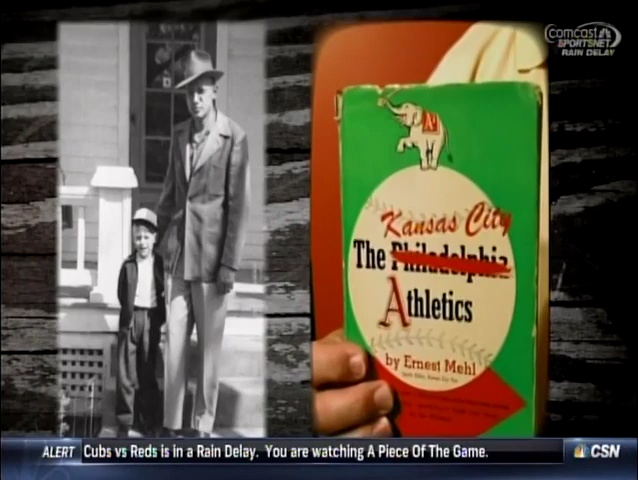 Comcast
SPORTSNET
RAIN DELAY
A's
Kansas City
The Philadelphia
Athletics
by Ernest Mehl
ALERT Cubs vs Reds is in a Rain Delay. You are watching A Piece Of The Game.
CSN